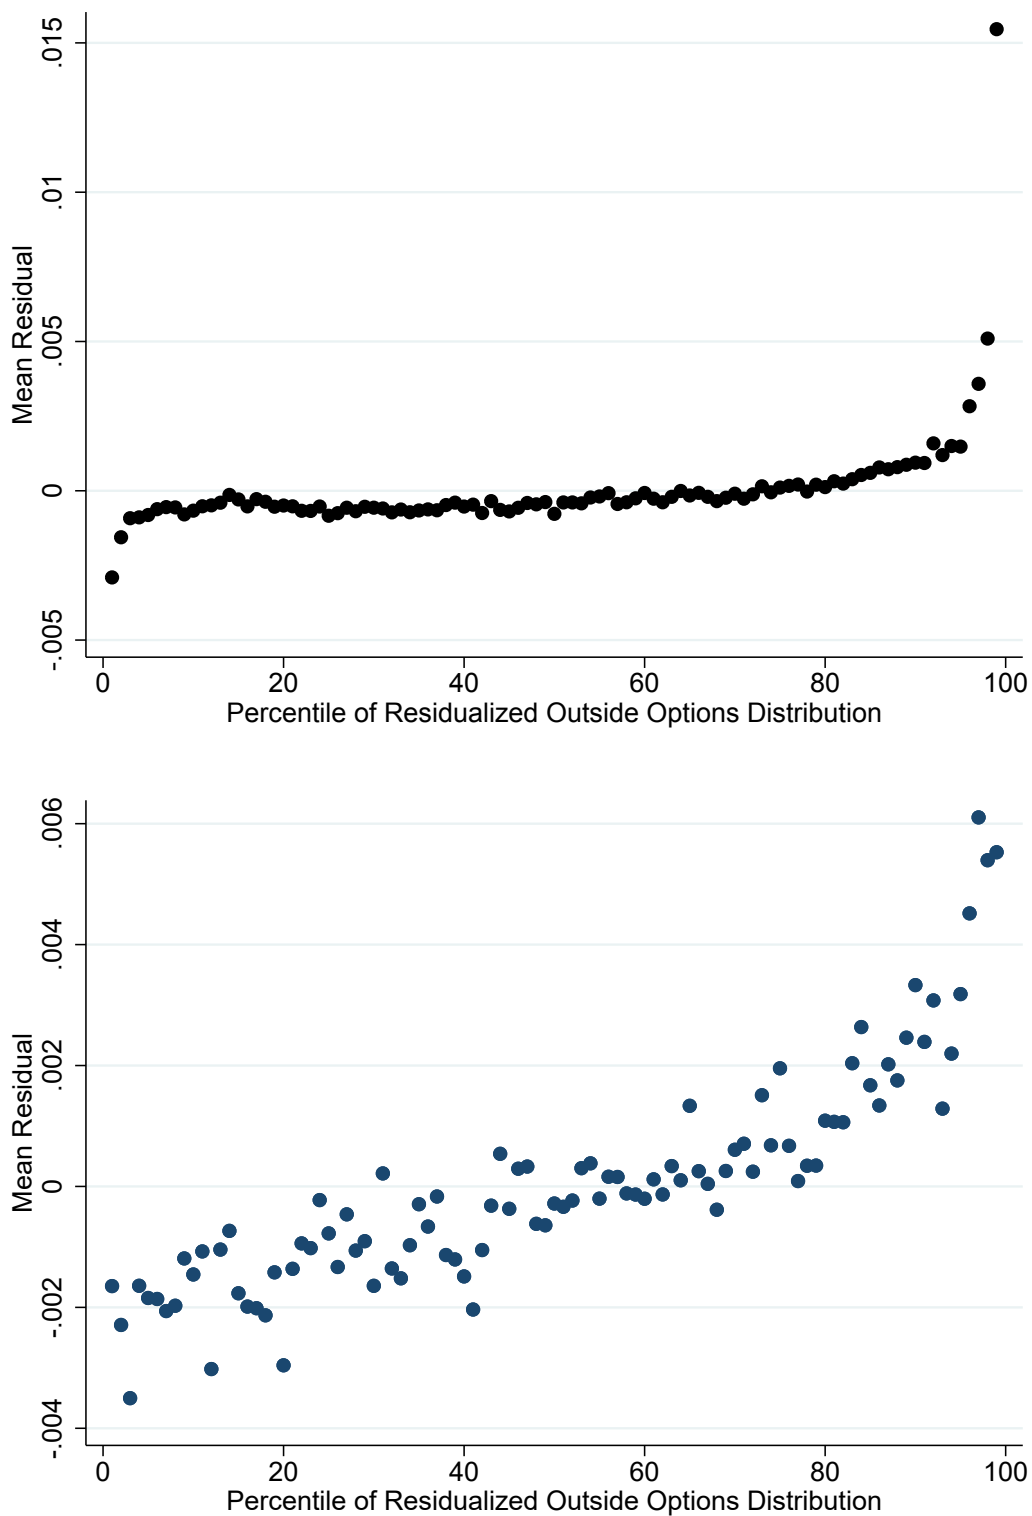 .015
.01
.005
0
-.005
Mean Residual
0 20 40 60 80 100
Percentile of Residualized Outside Options Distribution
.006
.004
.002
0
-.002
-.004
Mean Residual
0 20 40 60 80 100
Percentile of Residualized Outside Options Distribution